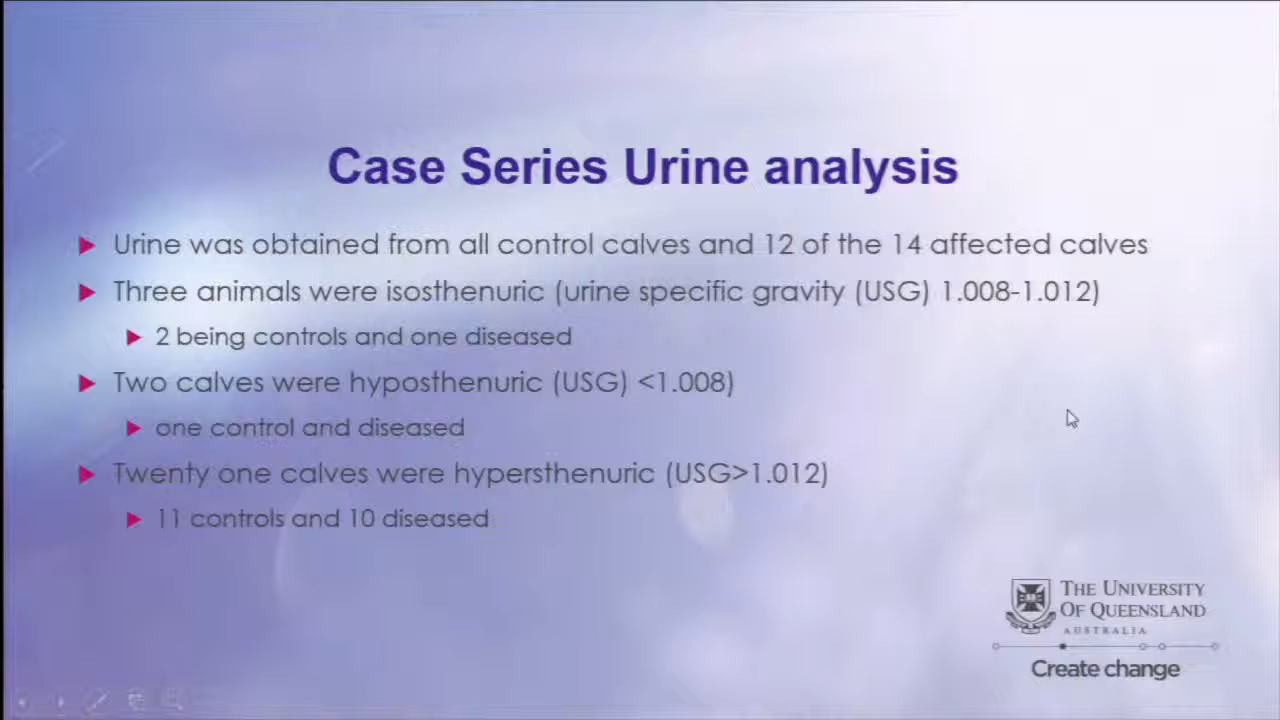 Case Series Urine analysis
Urine was obtained from all control calves and 12 of the 14 affected calves
Three animals were isosthenuric (urine specific gravity (USG) 1.008-1.012)
2 being controls and one diseased
Two calves were hyposthenuric (USG) <1.008)
one control and diseased
Twenty one calves were hypersthenuric (USG>1.012)
11 controls and 10 diseased
THE UNIVERSITY
OF QUEENSLAND
AUSTRALIA
Create change